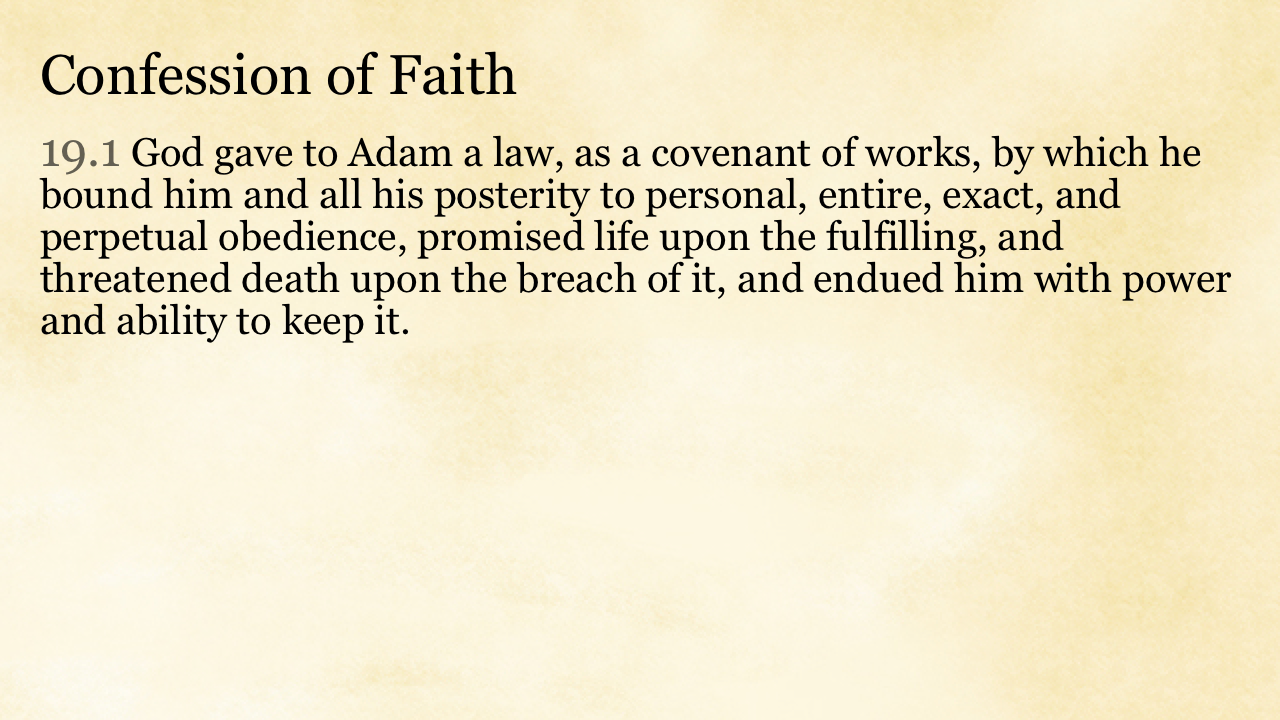 Confession of Faith
19.1 God gave to Adam a law, as a covenant of works, by which he
bound him and all his posterity to personal, entire, exact, and
perpetual obedience, promised life upon the fulfilling, and
threatened death upon the breach of it, and endued him with power
and ability to keep it.